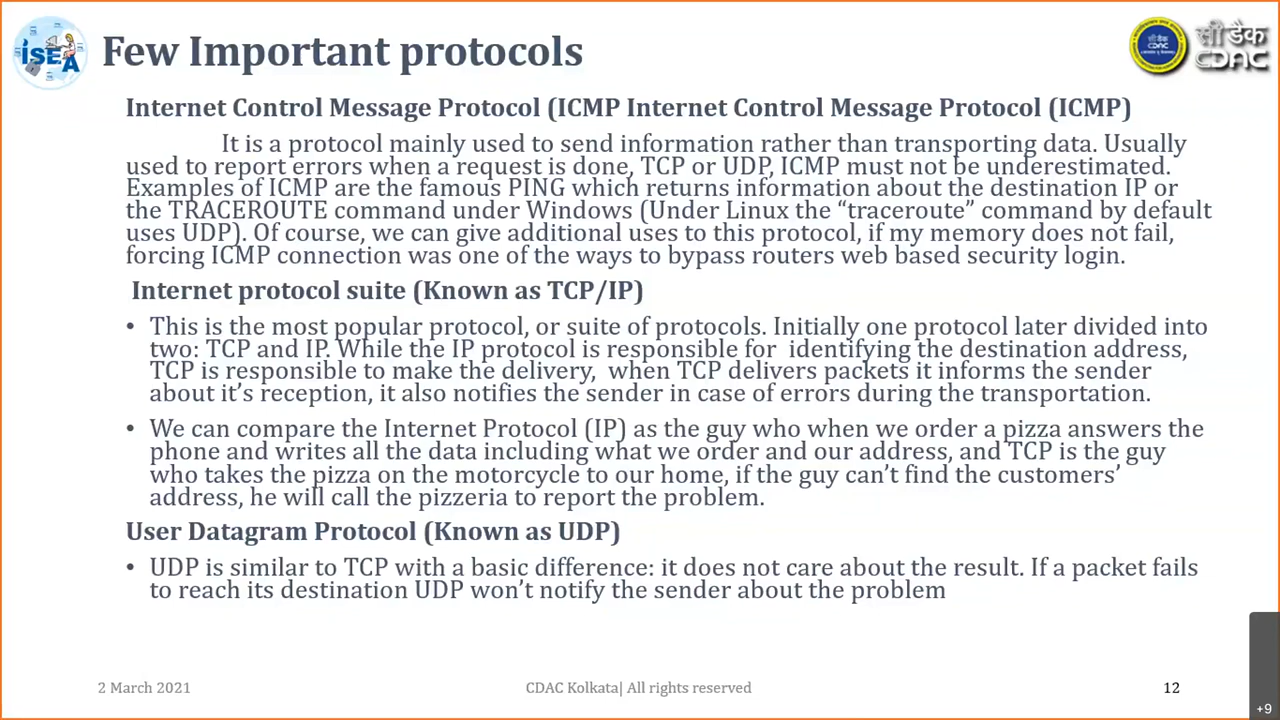 ISEA
Few Important protocols
CDAC
सी डैक
CDAC
Internet Control Message Protocol (ICMP Internet Control Message Protocol (ICMP)
It is a protocol mainly used to send information rather than transporting data. Usually
used to report errors when a request is done, TCP or UDP, ICMP must not be underestimated.
Examples of ICMP are the famous PING which returns information about the destination IP or
the TRACEROUTE command under Windows (Under Linux the “traceroute” command by default
uses UDP). Of course, we can give additional uses to this protocol, if my memory does not fail,
forcing ICMP connection was one of the ways to bypass routers web based security login.
Internet protocol suite (Known as TCP/IP)
• This is the most popular protocol, or suite of protocols. Initially one protocol later divided into
two: TCP and IP. While the IP protocol is responsible for identifying the destination address,
TCP is responsible to make the delivery, when TCP delivers packets it informs the sender
about it’s reception, it also notifies the sender in case of errors during the transportation.
• We can compare the Internet Protocol (IP) as the guy who when we order a pizza answers the
phone and writes all the data including what we order and our address, and TCP is the guy
who takes the pizza on the motorcycle to our home, if the guy can’t find the customers’
address, he will call the pizzeria to report the problem.
User Datagram Protocol (Known as UDP)
• UDP is similar to TCP with a basic difference: it does not care about the result. If a packet fails
to reach its destination UDP won’t notify the sender about the problem
2 March 2021
CDAC Kolkata| All rights reserved
12
+9